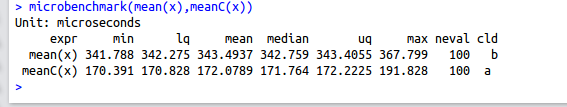 > microbenchmark(mean(x),meanC(x))
Unit: microseconds
expr min lq mean median uq max neval cld
mean(x) 341.788 342.275 343.4937 342.759 343.4055 367.799 100 b
meanC(x) 170.391 170.828 172.0789 171.764 172.2225 191.828 100 a
>